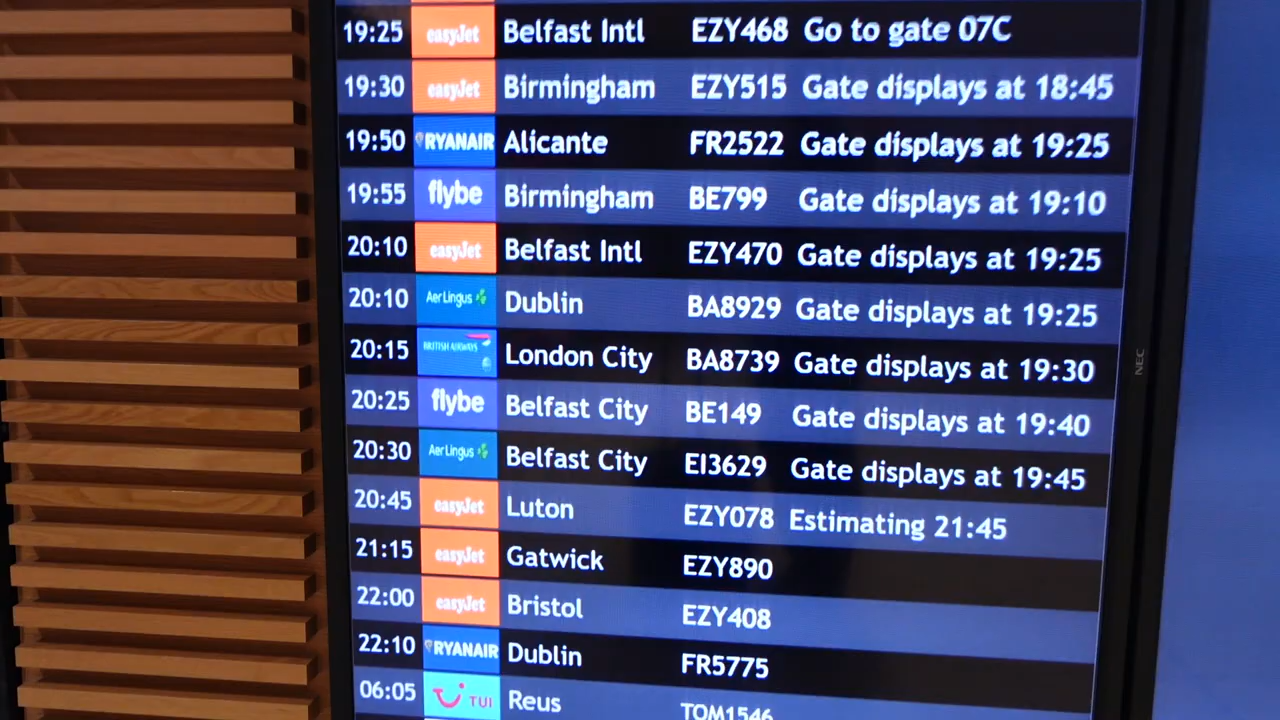 19:25 easyJet Belfast Intl EZY468 Go to gate 07C
19:30 easyJet Birmingham EZY515 Gate displays at 18:45
19:50 RYANAIR Alicante FR2522 Gate displays at 19:25
19:55 flybe Birmingham BE799 Gate displays at 19:10
20:10 easyJet Belfast Intl EZY470 Gate displays at 19:25
20:10 Aer Lingus Dublin BA8929 Gate displays at 19:25
20:15 BRITISH AIRWAYS London City BA8739 Gate displays at 19:30
20:25 flybe Belfast City BE149 Gate displays at 19:40
20:30 Aer Lingus Belfast City EI3629 Gate displays at 19:45
20:45 easyJet Luton EZY078 Estimating 21:45
21:15 easyJet Gatwick EZY890
22:00 easyJet Bristol EZY408
22:10 RYANAIR Dublin FR5775
06:05 TUI Reus TOM1546
NEC